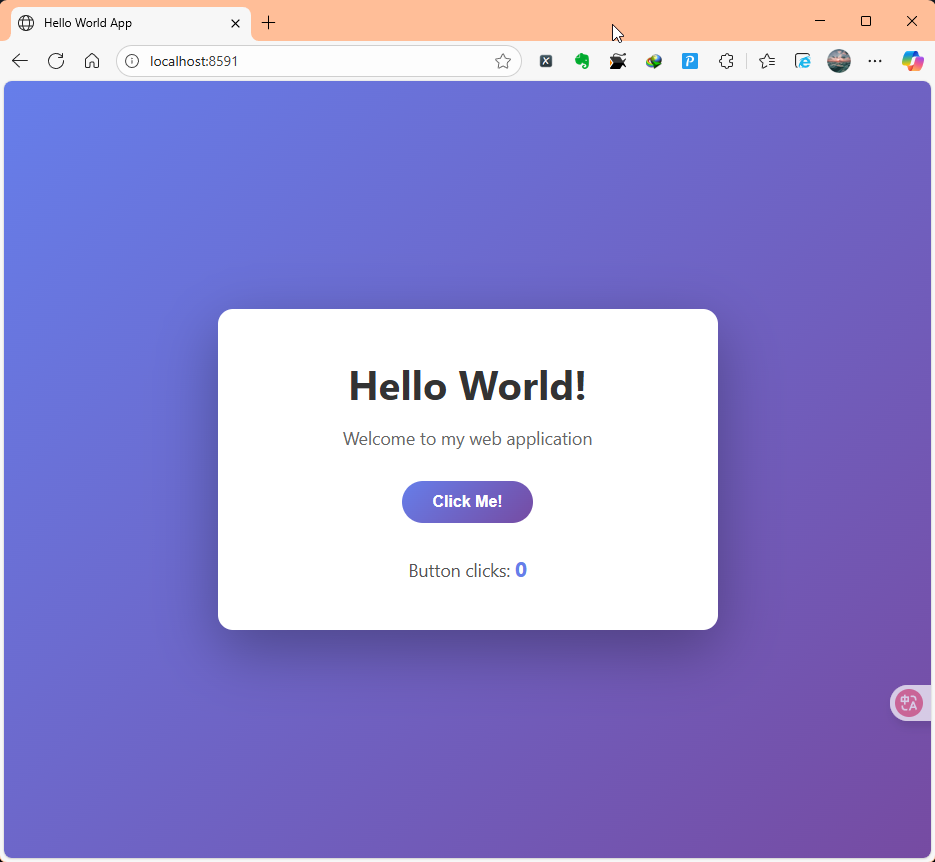 Hello World App
localhost:8591
Hello World!
Welcome to my web application
Click Me!
Button clicks: 0